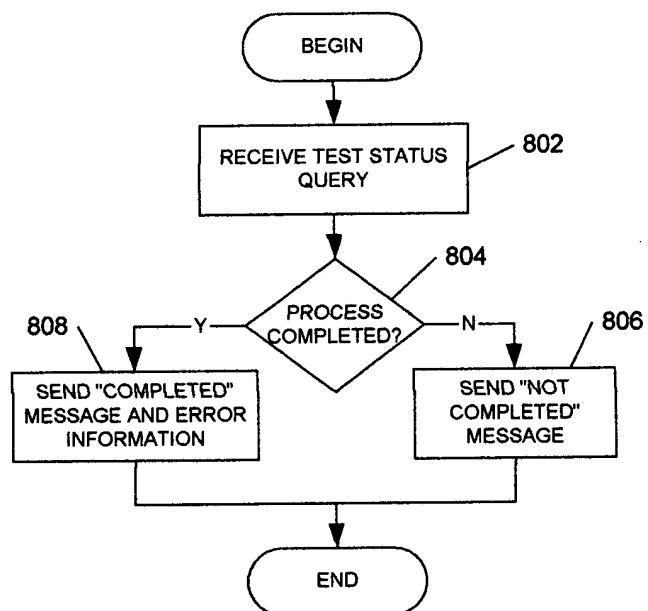 BEGIN
RECEIVE TEST STATUS
QUERY
802
PROCESS
COMPLETED?
804
Y
N
808
SEND "COMPLETED"
MESSAGE AND ERROR
INFORMATION
806
SEND "NOT
COMPLETED"
MESSAGE
END